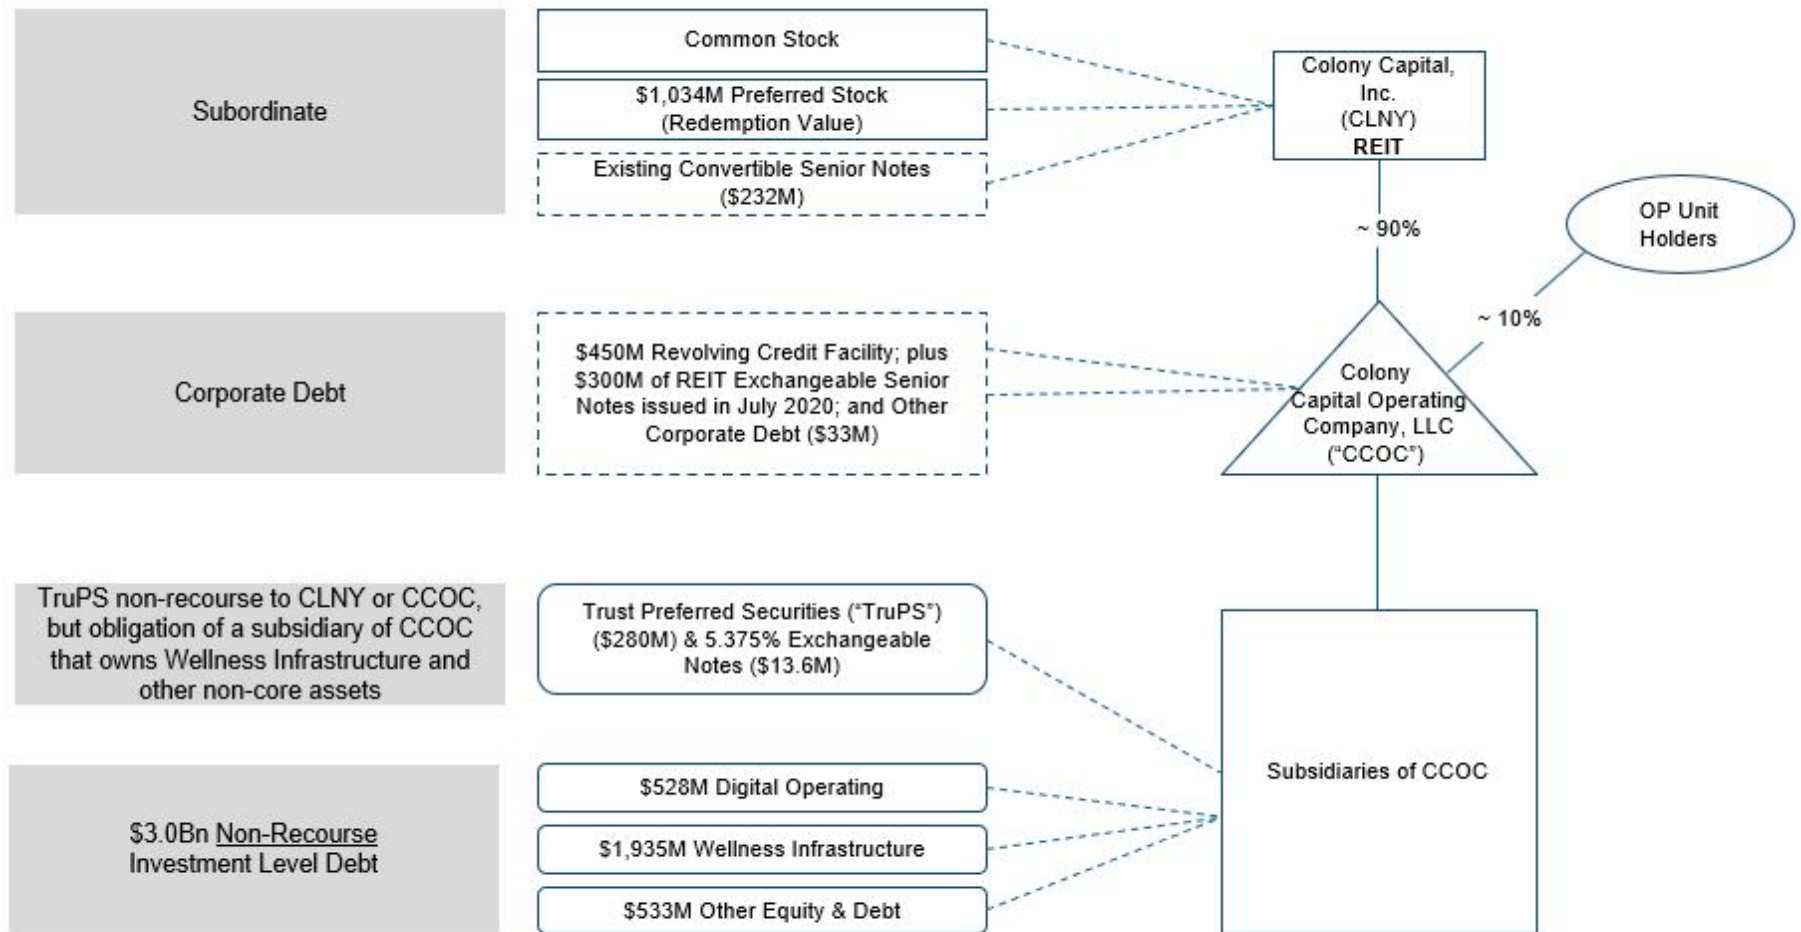 Subordinate
Common Stock
$1,034M Preferred Stock
(Redemption Value)
Existing Convertible Senior Notes
($232M)
Colony Capital,
Inc.
(CLNY)
REIT
~ 90%
OP Unit
Holders
~ 10%
Corporate Debt
$450M Revolving Credit Facility; plus
$300M of REIT Exchangeable Senior
Notes issued in July 2020; and Other
Corporate Debt ($33M)
Colony
Capital Operating
Company, LLC
(“CCOC”)
TruPS non-recourse to CLNY or CCOC,
but obligation of a subsidiary of CCOC
that owns Wellness Infrastructure and
other non-core assets
Trust Preferred Securities (“TruPS”)
($280M) & 5.375% Exchangeable
Notes ($13.6M)
Subsidiaries of CCOC
$3.0Bn Non-Recourse
Investment Level Debt
$528M Digital Operating
$1,935M Wellness Infrastructure
$533M Other Equity & Debt